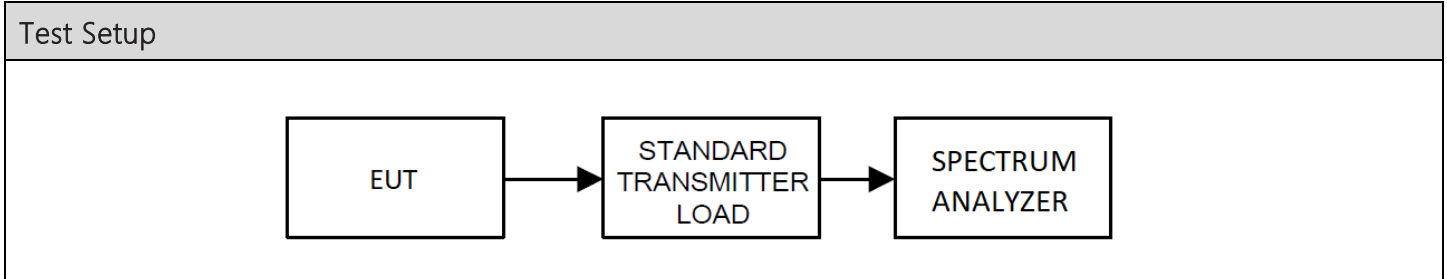 Test Setup
EUT
STANDARD
TRANSMITTER
LOAD
SPECTRUM
ANALYZER